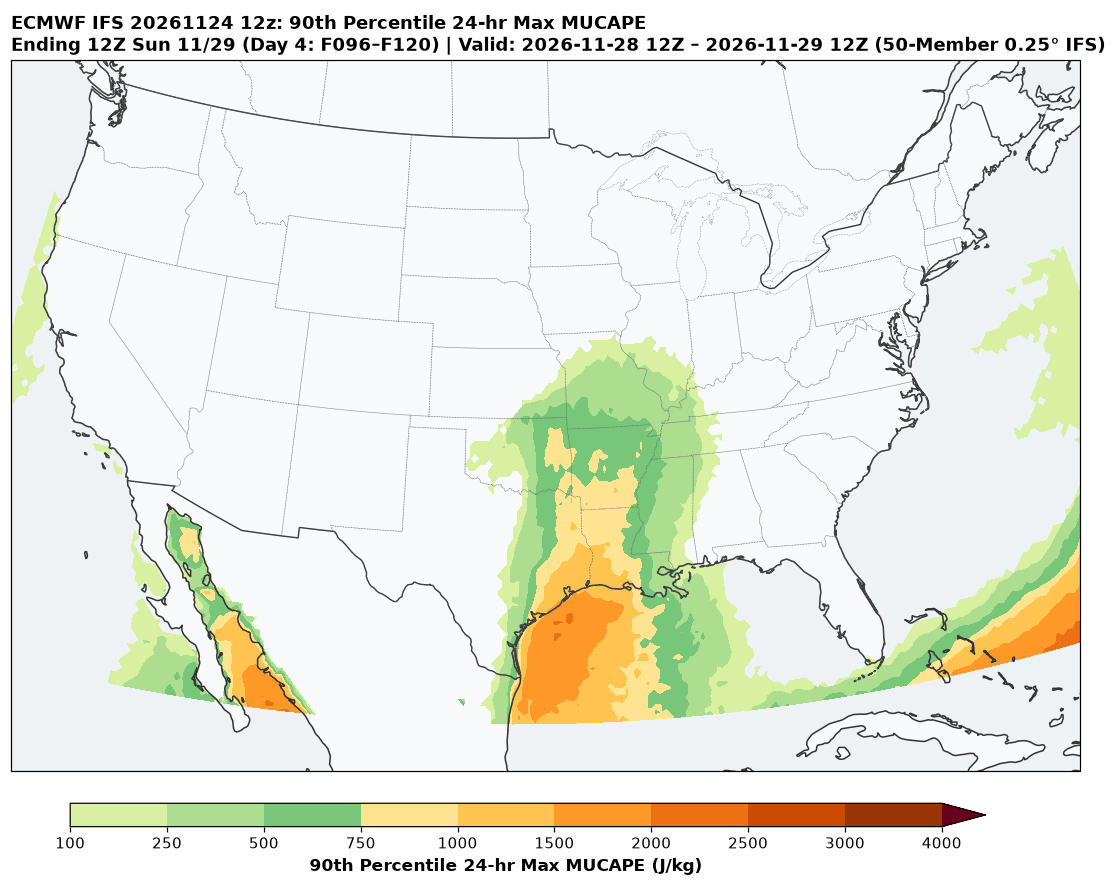 ECMWF IFS 20261124 12z: 90th Percentile 24-hr Max MUCAPE
Ending 12Z Sun 11/29 (Day 4: F096–F120) | Valid: 2026-11-28 12Z – 2026-11-29 12Z (50-Member 0.25° IFS)
100 250 500 750 1000 1500 2000 2500 3000 4000
90th Percentile 24-hr Max MUCAPE (J/kg)